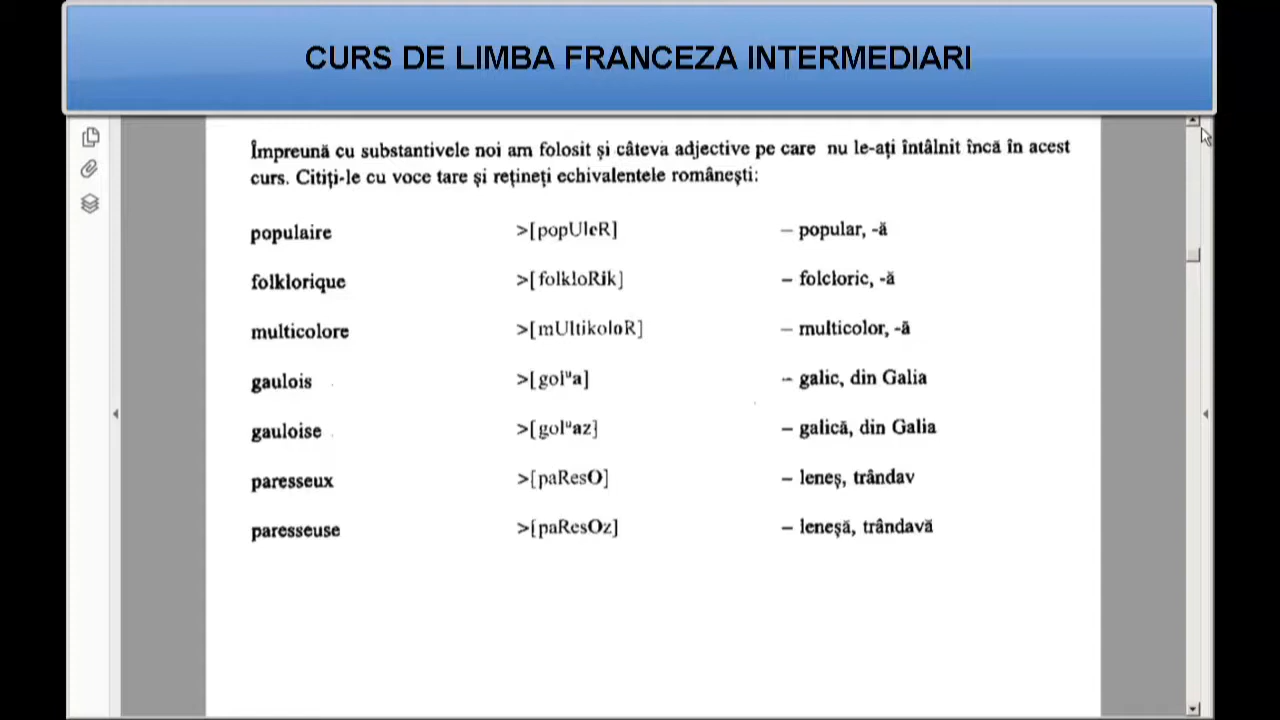 CURS DE LIMBA FRANCEZA INTERMEDIARI
Împreună cu substantivele noi am folosit și câteva adjective pe care nu le-ați întâlnit încă în acest
curs. Citiți-le cu voce tare și rețineți echivalentele românești:
populaire >[popUleR] – popular, -ă
folklorique >[folkloRik] – folcloric, -ă
multicolore >[mUltikoloR] – multicolor, -ă
gaulois >[golᵘa] – galic, din Galia
gauloise >[golᵘaz] – galică, din Galia
paresseux >[paResO] – leneș, trândav
paresseuse >[paResOz] – leneșă, trândavă